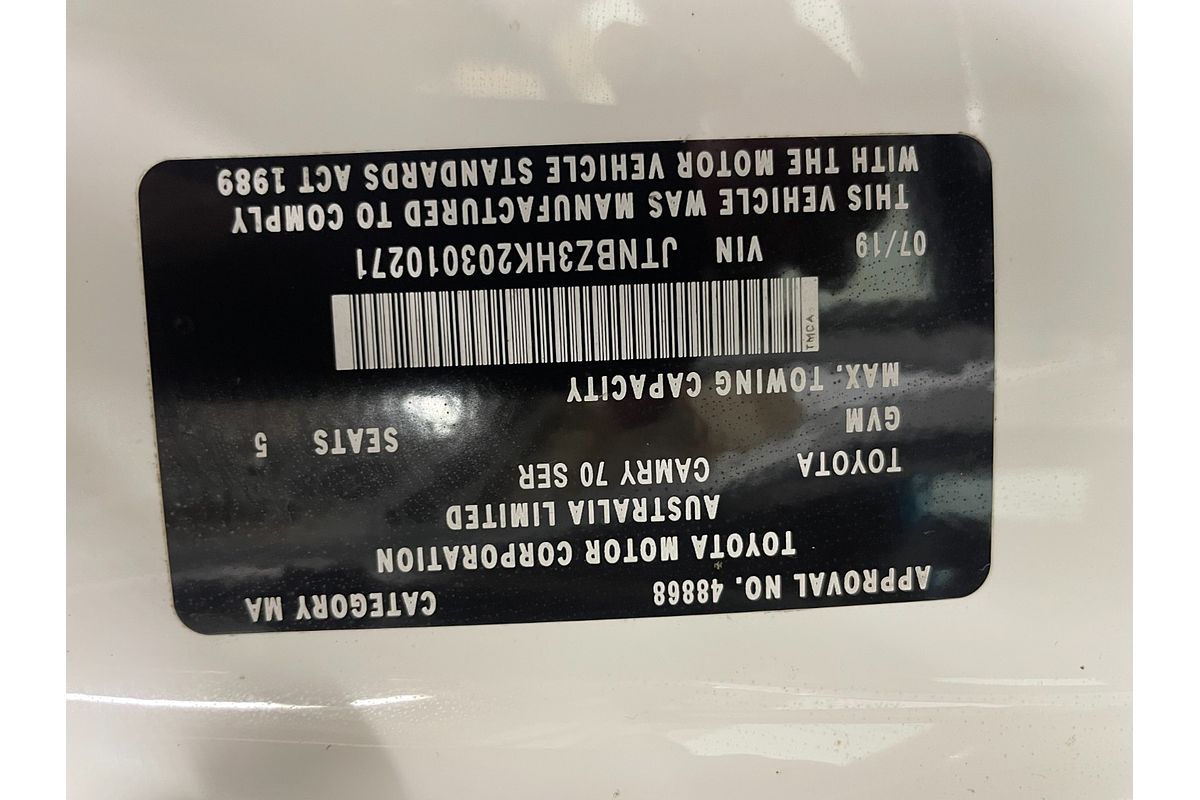 APPROVAL NO. 48868 CATEGORY MA
TOYOTA MOTOR CORPORATION
AUSTRALIA LIMITED
TOYOTA CAMRY 70 SER
GVM SEATS 5
MAX. TOWING CAPACITY
TMCA
07/19 VIN JTNBZ3HK203010271
THIS VEHICLE WAS MANUFACTURED TO COMPLY
WITH THE MOTOR VEHICLE STANDARDS ACT 1989